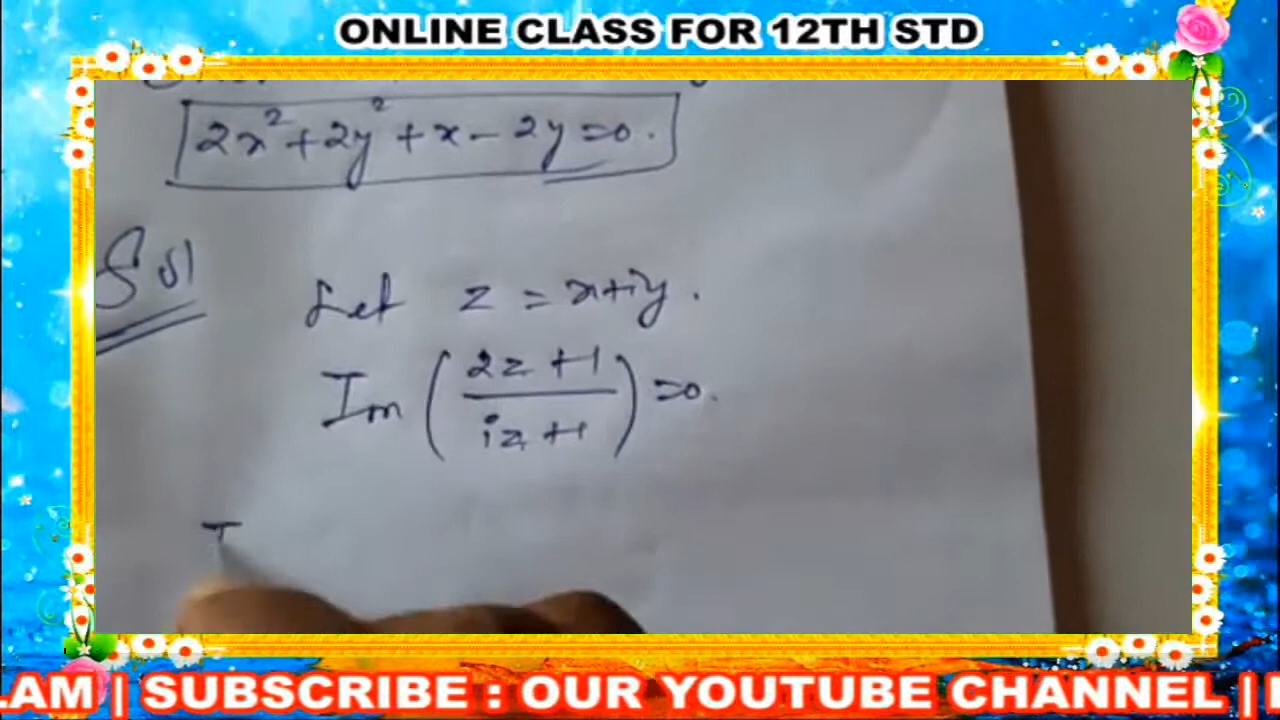 ONLINE CLASS FOR 12TH STD
2x²+2y²+x-2y=0.
Sol
Let z = x+iy.
Im (2z+1/iz+1) =0.
I
LAM | SUBSCRIBE : OUR YOUTUBE CHANNEL |